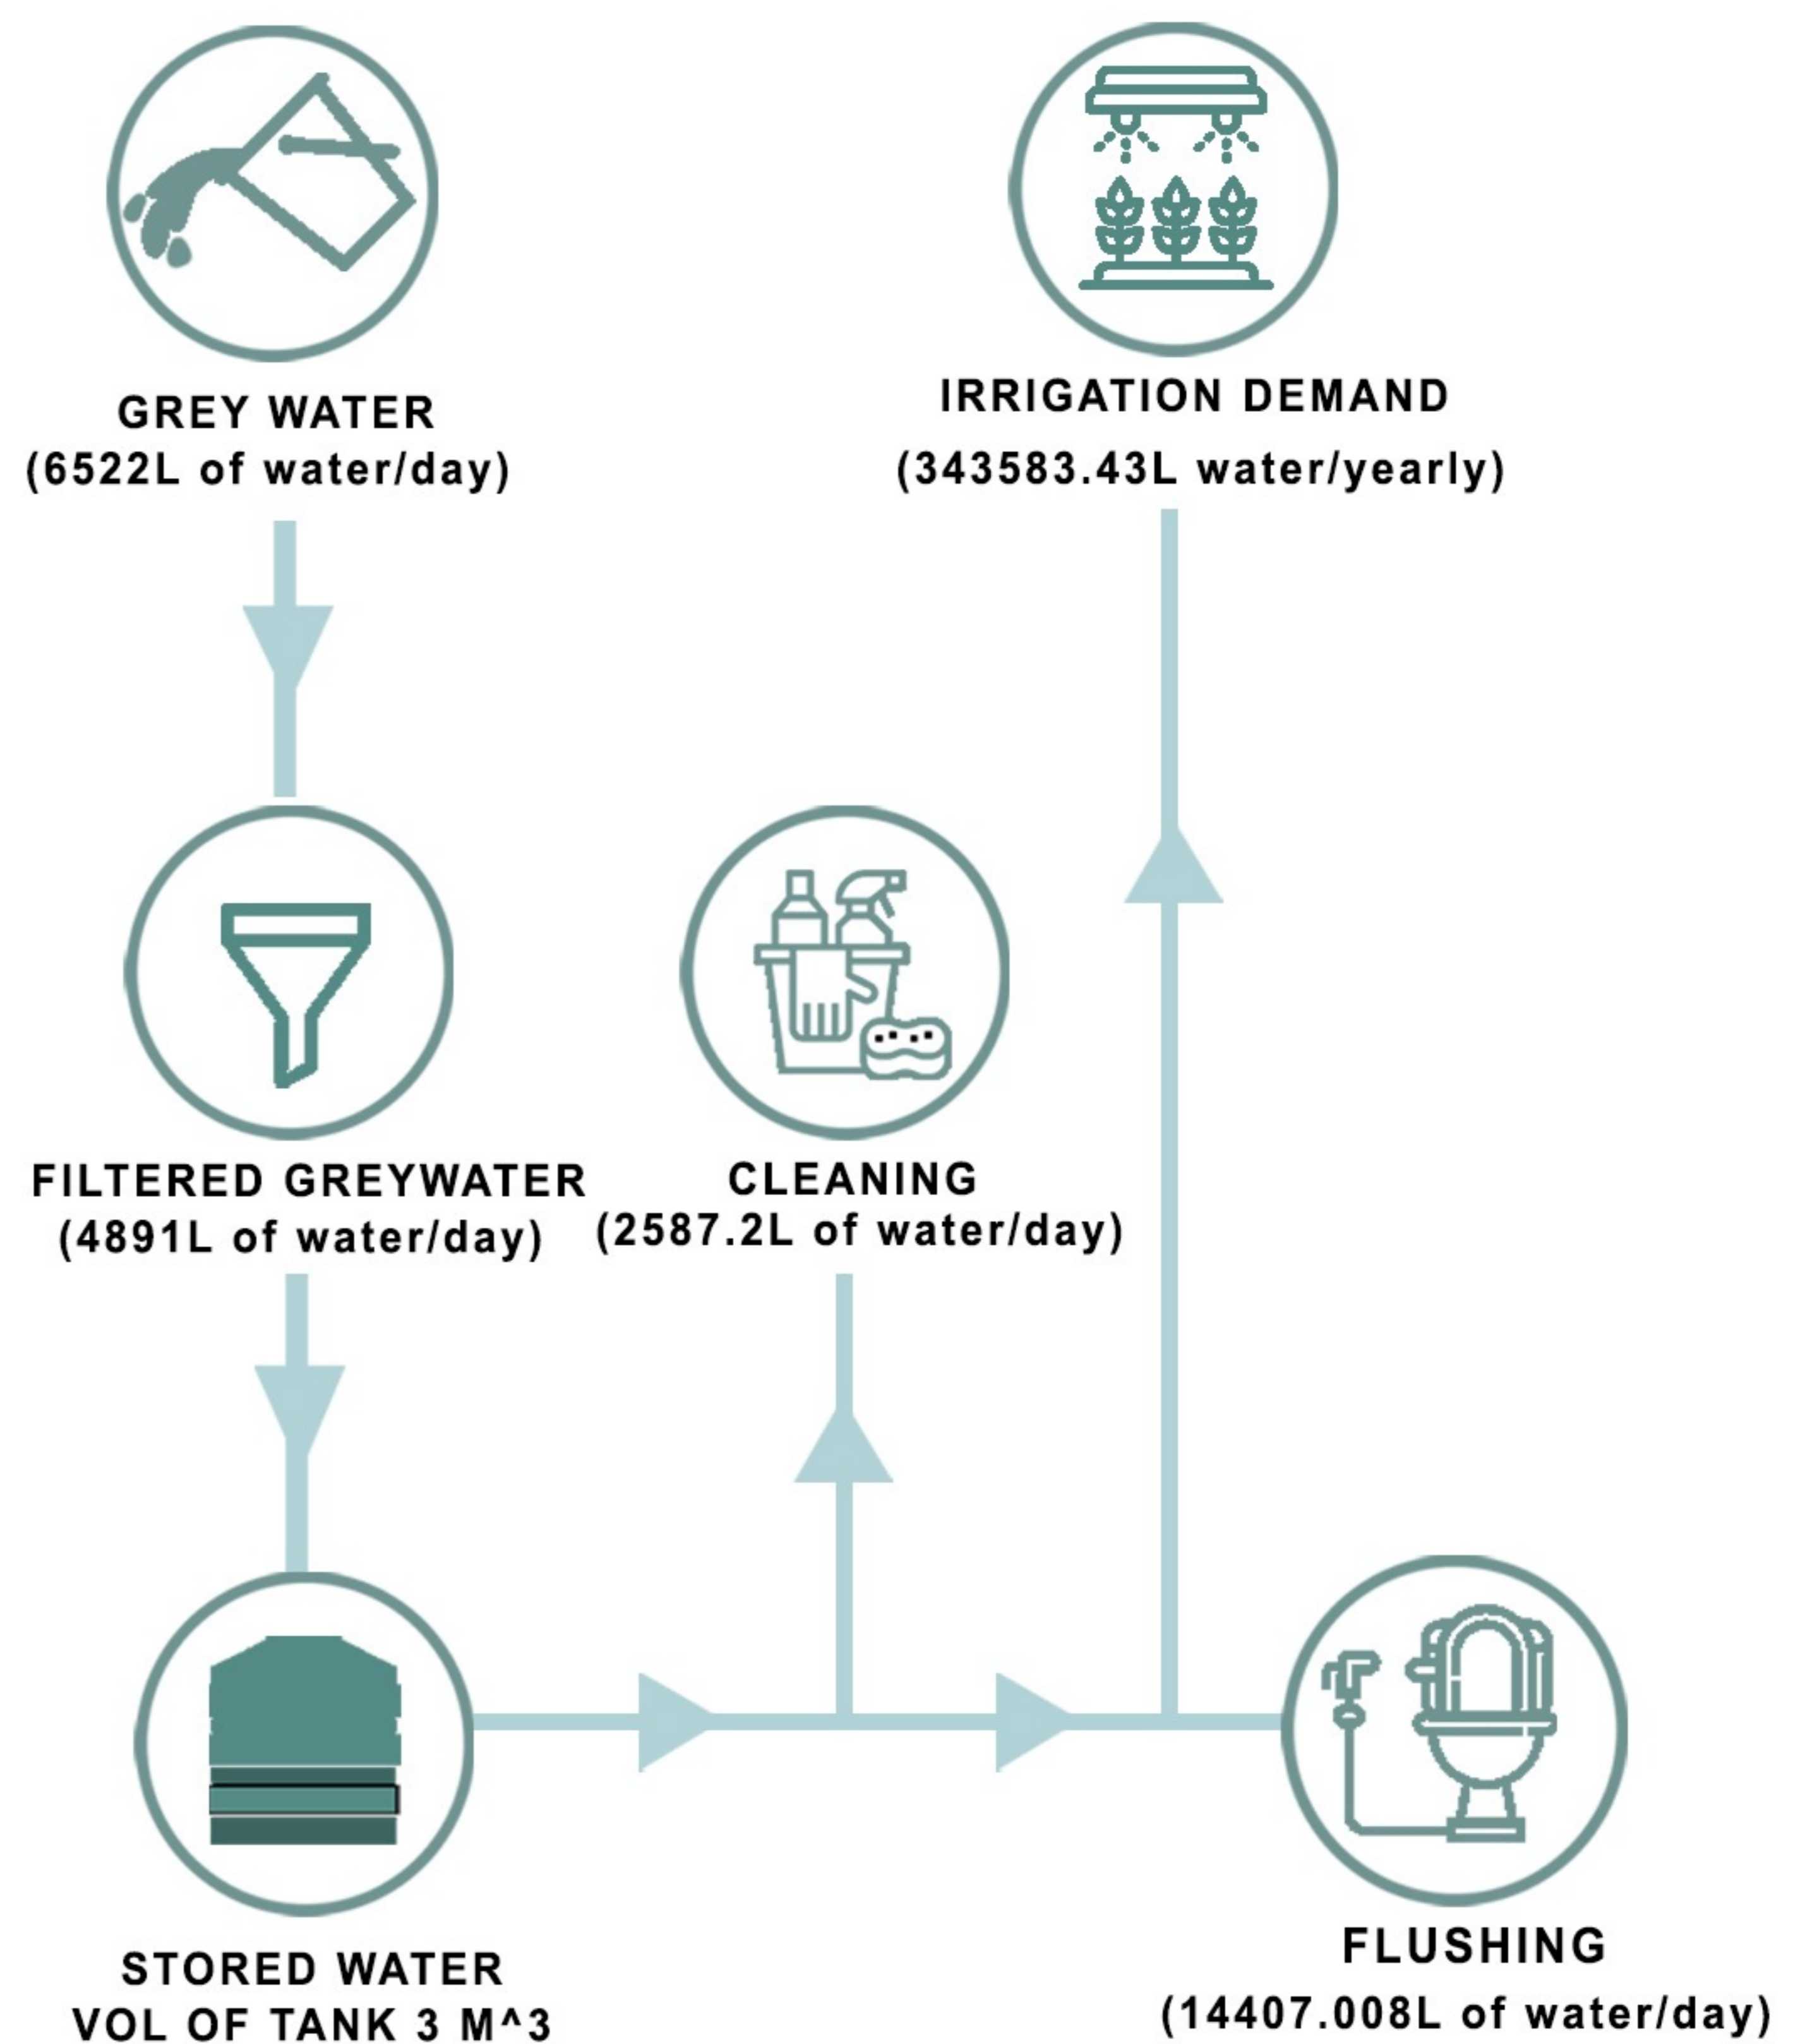 GREY WATER
(6522L of water/day)
IRRIGATION DEMAND
(343583.43L water/yearly)
FILTERED GREYWATER
(4891L of water/day)
CLEANING
(2587.2L of water/day)
STORED WATER
VOL OF TANK 3 M^3
FLUSHING
(14407.008L of water/day)